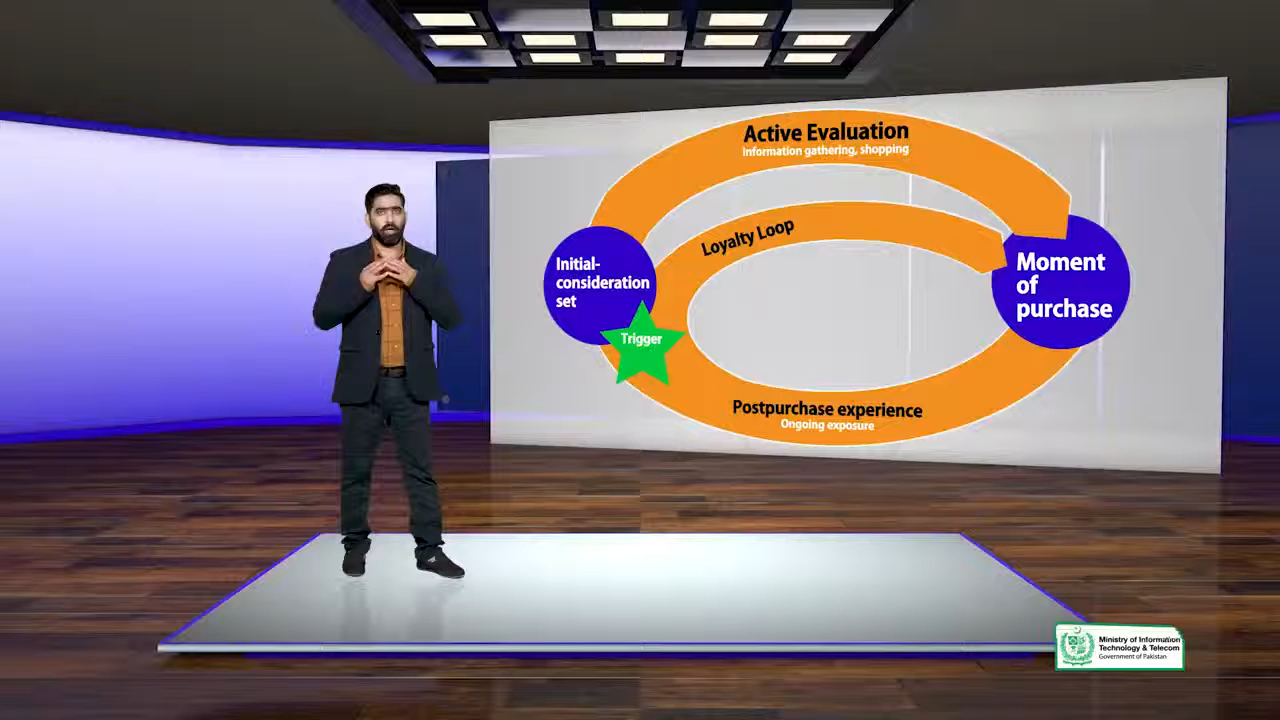 Active Evaluation
Information gathering, shopping
Loyalty Loop
Initial-
consideration
set
Moment
of
purchase
Trigger
Postpurchase experience
Ongoing exposure
Ministry of Information
Technology & Telecom
Government of Pakistan